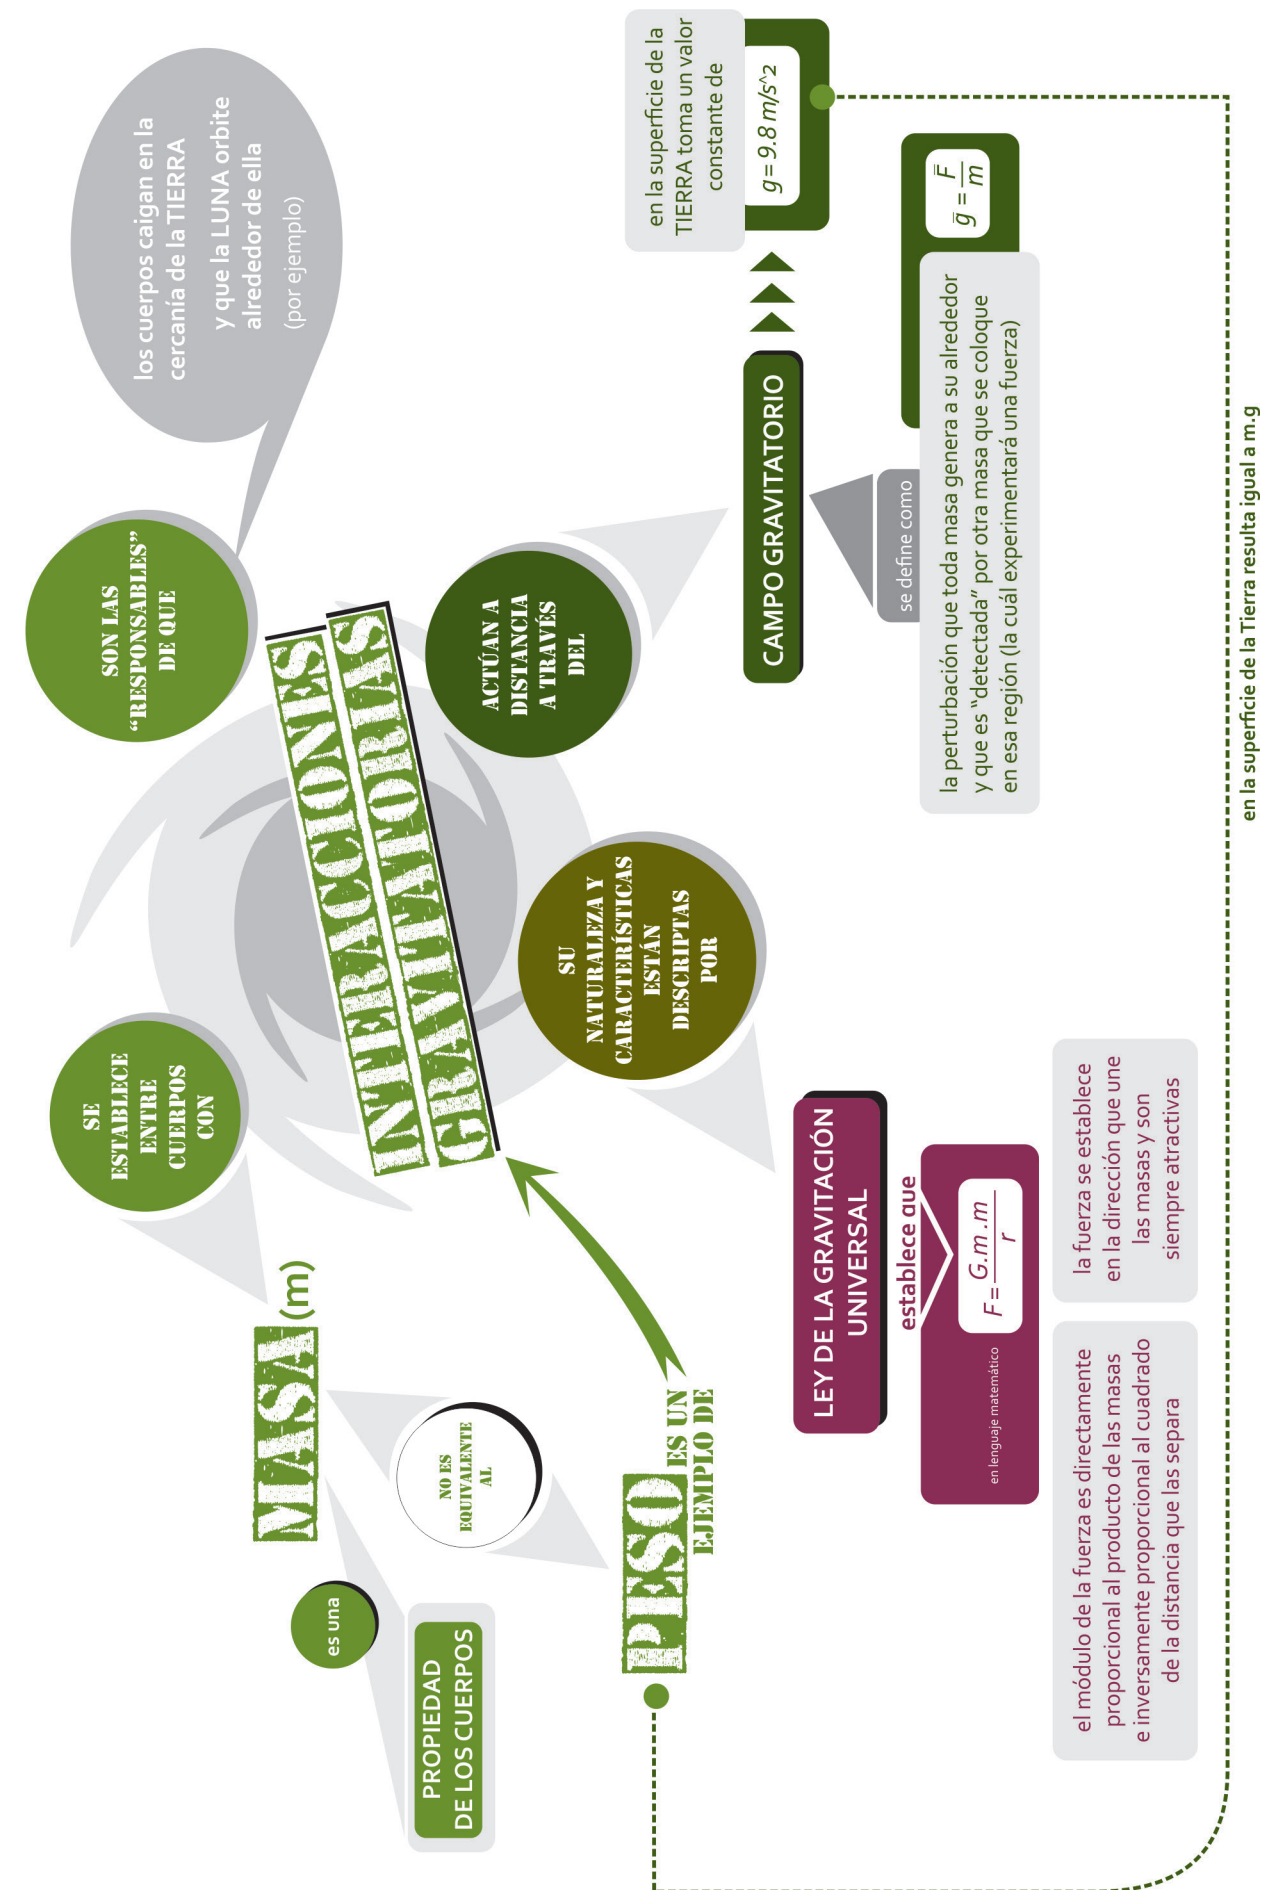 SE
ESTABLECE
ENTRE
CUERPOS
CON
SON LAS
“RESPONSABLES”
DE QUE
los cuerpos caigan en la
cercanía de la TIERRA
y que la LUNA orbite
alrededor de ella
(por ejemplo)
MASA (m)
es una
PROPIEDAD
DE LOS CUERPOS
NO ES
EQUIVALENTE
AL
INTERACCIONES
GRAVITATORIAS
PESO ES UN
EJEMPLO DE
SU
NATURALEZA Y
CARACTERÍSTICAS
ESTÁN
DESCRIPTAS
POR
ACTÚAN A
DISTANCIA
A TRAVÉS
DEL
LEY DE LA GRAVITACIÓN
UNIVERSAL
establece que
en lenguaje matemático
F = G.m .m / r
el módulo de la fuerza es directamente
proporcional al producto de las masas
e inversamente proporcional al cuadrado
de la distancia que las separa
la fuerza se establece
en la dirección que une
las masas y son
siempre atractivas
CAMPO GRAVITATORIO
en la superficie de la
TIERRA toma un valor
constante de
g= 9.8 m/s^2
se define como
la perturbación que toda masa genera a su alrededor
y que es “detectada” por otra masa que se coloque
en esa región (la cuál experimentará una fuerza)
g̅ = F̅ / m
en la superficie de la Tierra resulta igual a m.g